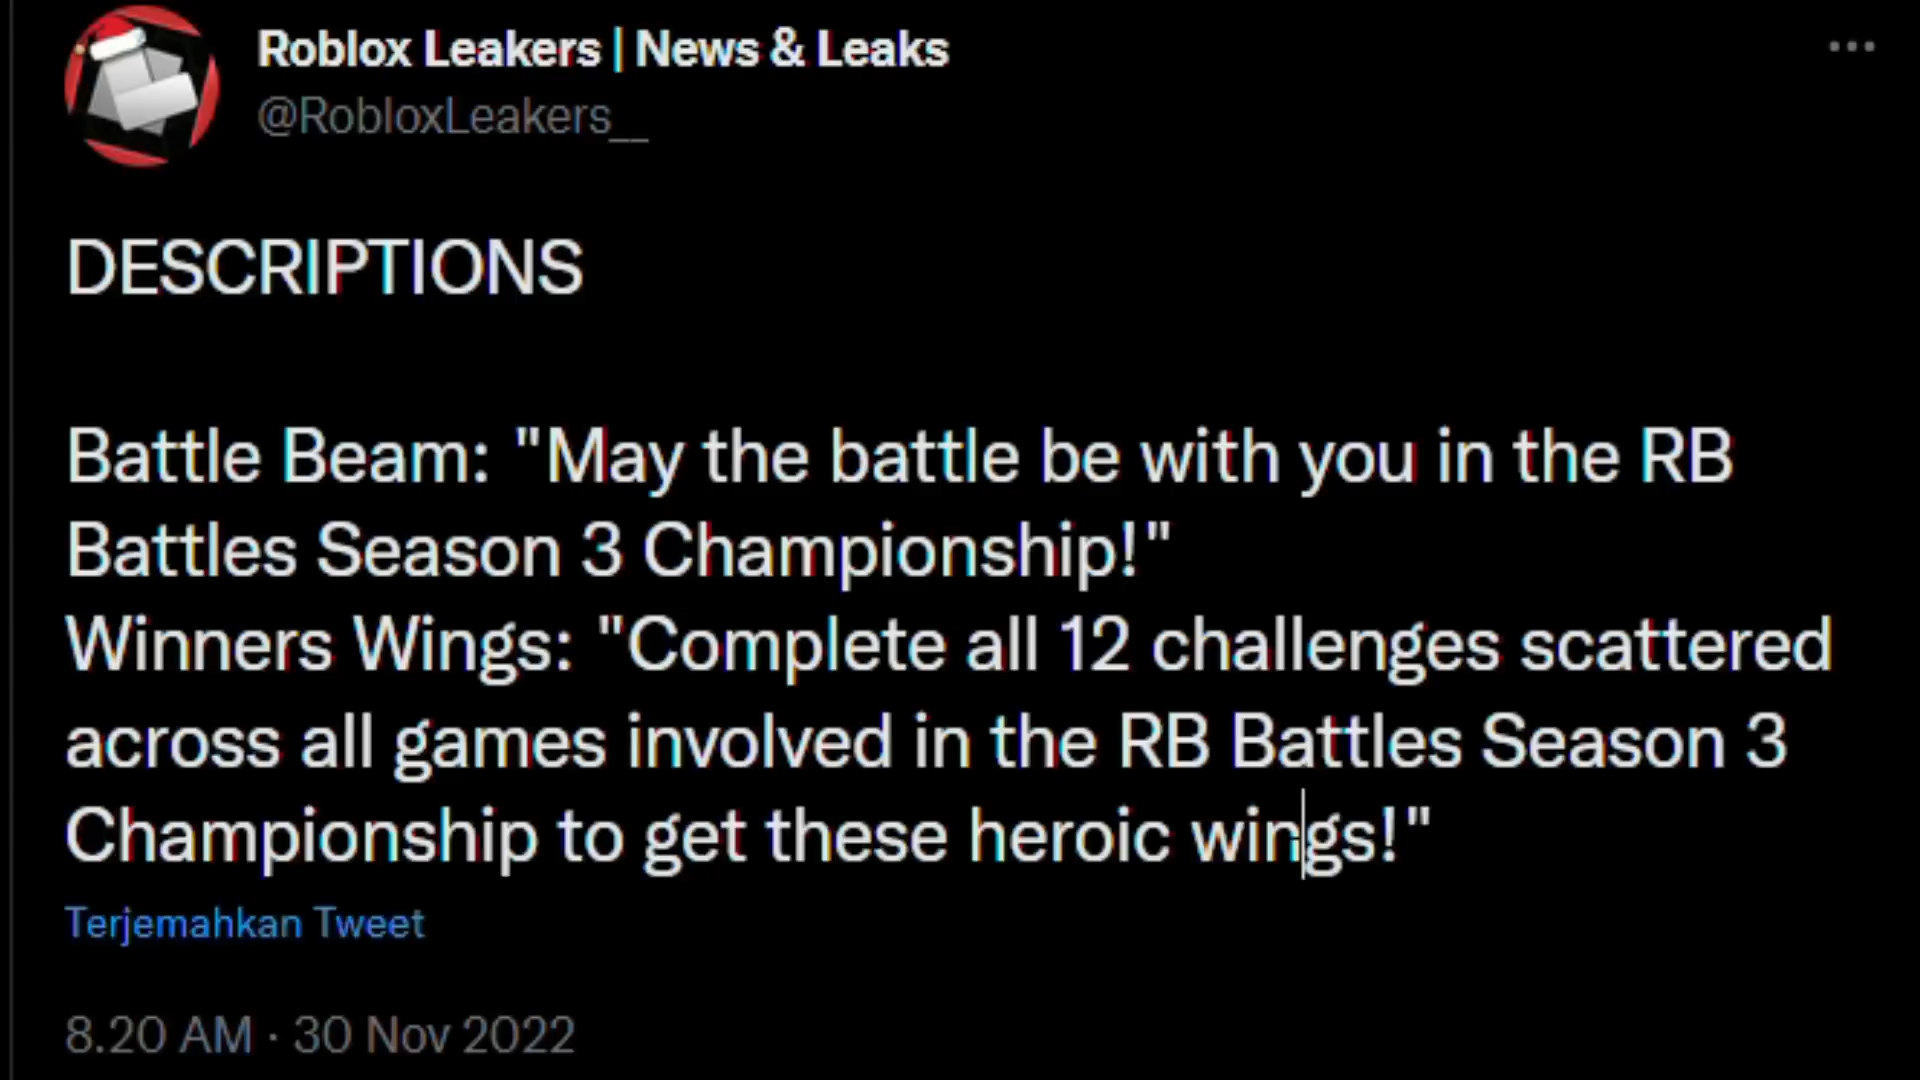 Roblox Leakers | News & Leaks
@RobloxLeakers__
DESCRIPTIONS
Battle Beam: "May the battle be with you in the RB
Battles Season 3 Championship!"
Winners Wings: "Complete all 12 challenges scattered
across all games involved in the RB Battles Season 3
Championship to get these heroic wings!"
Terjemahkan Tweet
8.20 AM · 30 Nov 2022